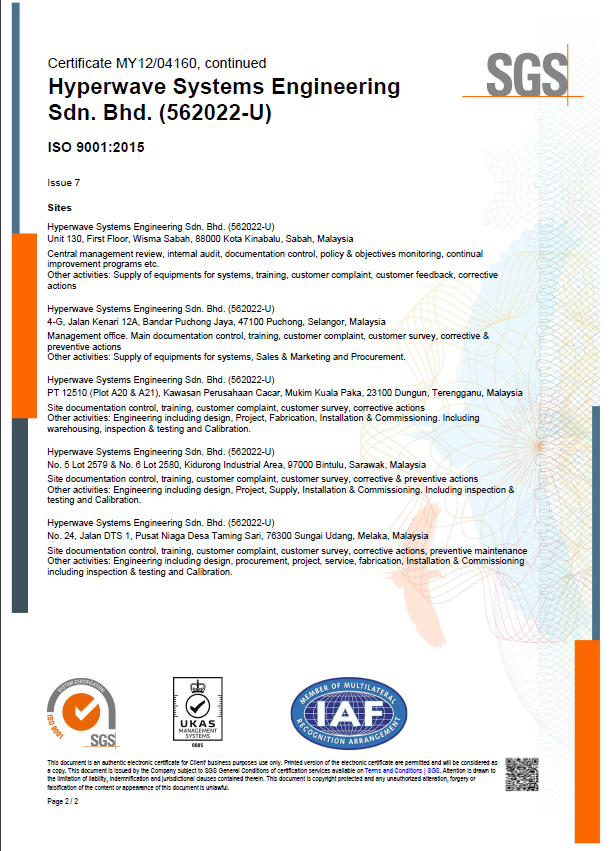 Certificate MY12/04160, continued
Hyperwave Systems Engineering
Sdn. Bhd. (562022-U)
SGS
ISO 9001:2015
Issue 7
Sites
Hyperwave Systems Engineering Sdn. Bhd. (562022-U)
Unit 130, First Floor, Wisma Sabah, 88000 Kota Kinabalu, Sabah, Malaysia
Central management review, internal audit, documentation control, policy & objectives monitoring, continual
improvement programs etc.
Other activities: Supply of equipments for systems, training, customer complaint, customer feedback, corrective
actions
Hyperwave Systems Engineering Sdn. Bhd. (562022-U)
4-G, Jalan Kenari 12A, Bandar Puchong Jaya, 47100 Puchong, Selangor, Malaysia
Management office. Main documentation control, training, customer complaint, customer survey, corrective &
preventive actions
Other activities: Supply of equipments for systems, Sales & Marketing and Procurement.
Hyperwave Systems Engineering Sdn. Bhd. (562022-U)
PT 12510 (Plot A20 & A21), Kawasan Perusahaan Cacar, Mukim Kuala Paka, 23100 Dungun, Terengganu, Malaysia
Site documentation control, training, customer complaint, customer survey, corrective actions
Other activities: Engineering including design, Project, Fabrication, Installation & Commissioning. Including
warehousing, inspection & testing and Calibration.
Hyperwave Systems Engineering Sdn. Bhd. (562022-U)
No. 5 Lot 2579 & No. 6 Lot 2580, Kidurong Industrial Area, 97000 Bintulu, Sarawak, Malaysia
Site documentation control, training, customer complaint, customer survey, corrective & preventive actions
Other activities: Engineering including design, Project, Supply, Installation & Commissioning. Including inspection &
testing and Calibration.
Hyperwave Systems Engineering Sdn. Bhd. (562022-U)
No. 24, Jalan DTS 1, Pusat Niaga Desa Taming Sari, 76300 Sungai Udang, Melaka, Malaysia
Site documentation control, training, customer complaint, customer survey, corrective actions, preventive maintenance
Other activities: Engineering including design, procurement, project, service, fabrication, Installation & Commissioning
including inspection & testing and Calibration.
SYSTEM CERTIFICATION
ISO 9001
SGS
UKAS
MANAGEMENT
SYSTEMS
0005
MEMBER OF MULTILATERAL
IAF
RECOGNITION ARRANGEMENT
This document is an authentic electronic certificate for Client' business purposes use only. Printed version of the electronic certificate are permitted and will be considered as
a copy. This document is issued by the Company subject to SGS General Conditions of certification services available on Terms and Conditions | SGS. Attention is drawn to
the limitation of liability, indemnification and jurisdictional clauses contained therein. This document is copyright protected and any unauthorized alteration, forgery or
falsification of the content or appearance of this document is unlawful.
Page 2 / 2